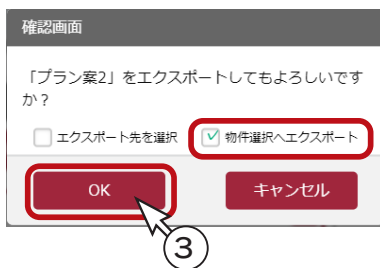 確認画面
「プラン案2」をエクスポートしてもよろしいです
か？
エクスポート先を選択 物件選択へエクスポート
OK キャンセル
③